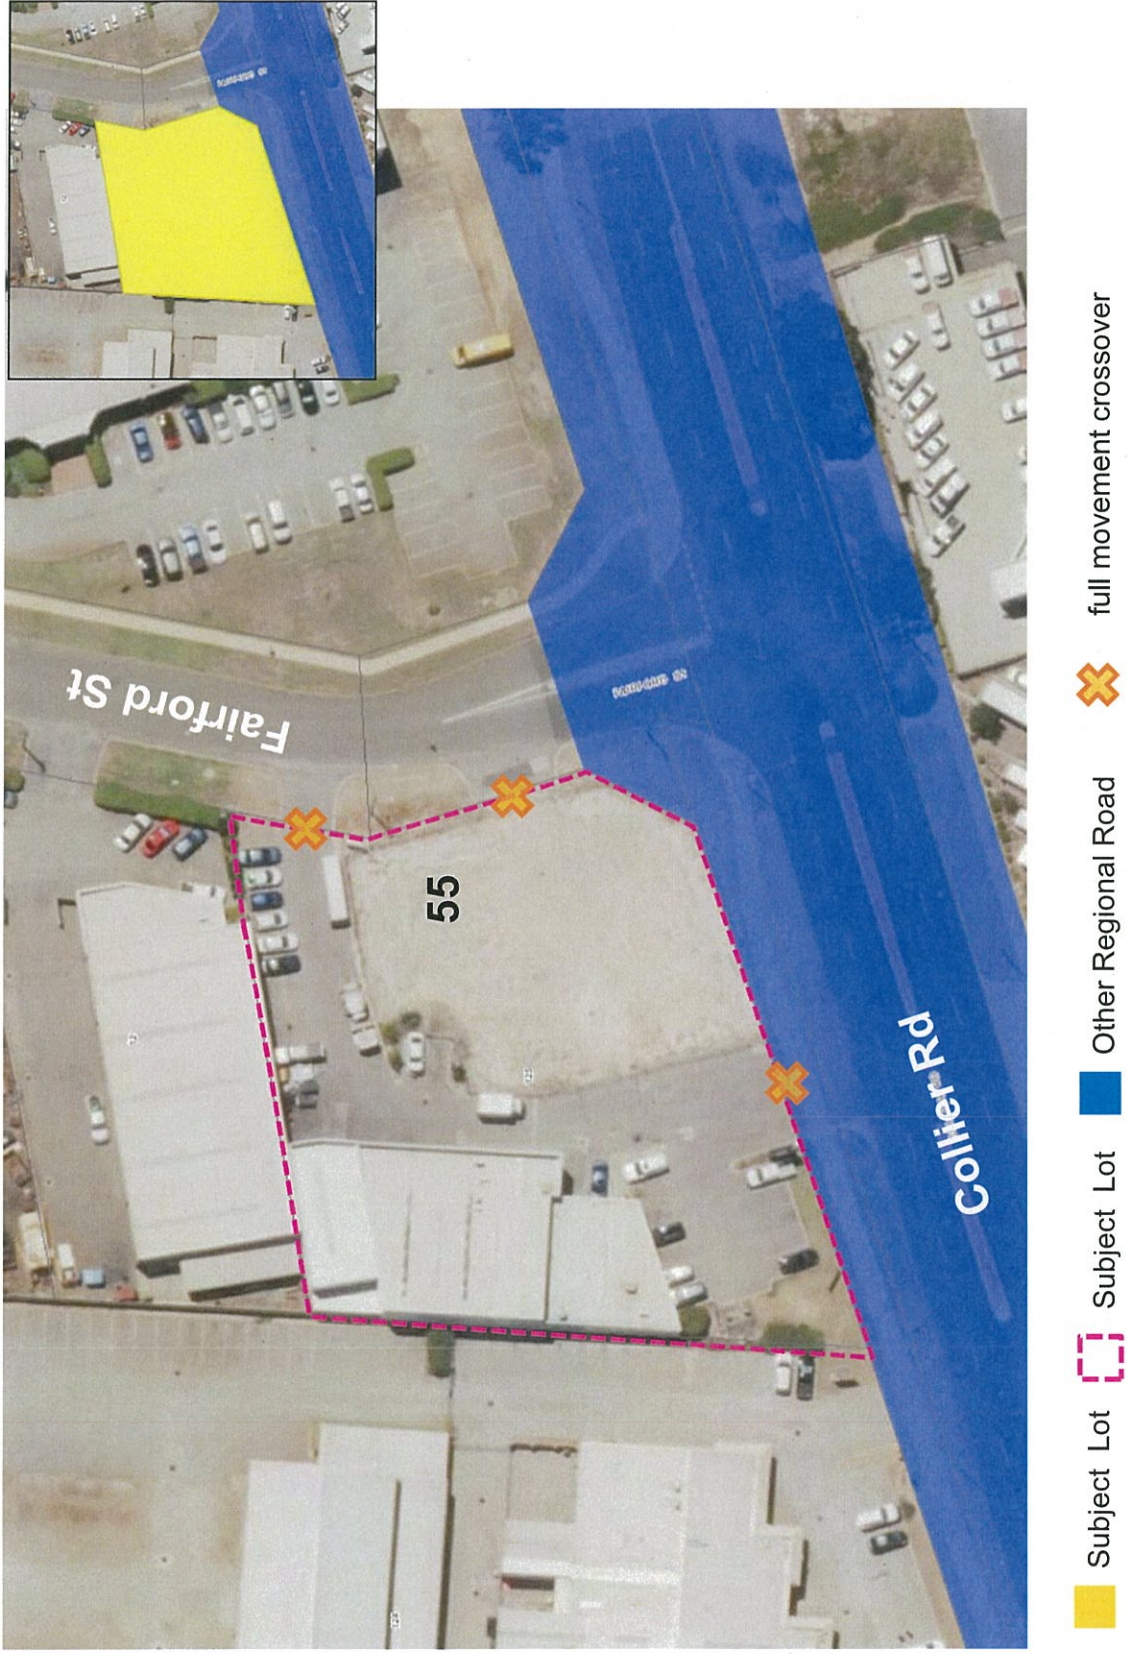 Fairford St
55
Collier Rd
Subject Lot
Subject Lot
Other Regional Road
full movement crossover